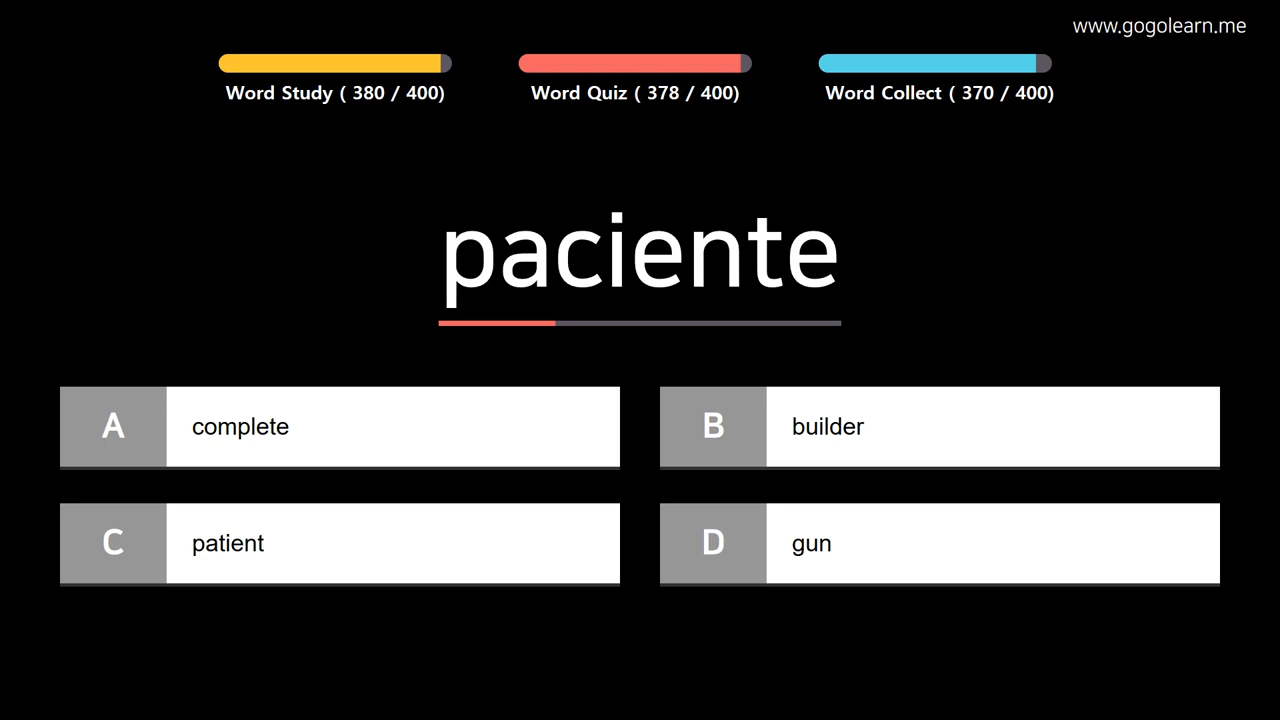 www.gogolearn.me
Word Study ( 380 / 400)
Word Quiz ( 378 / 400)
Word Collect ( 370 / 400)
paciente
A complete
B builder
C patient
D gun